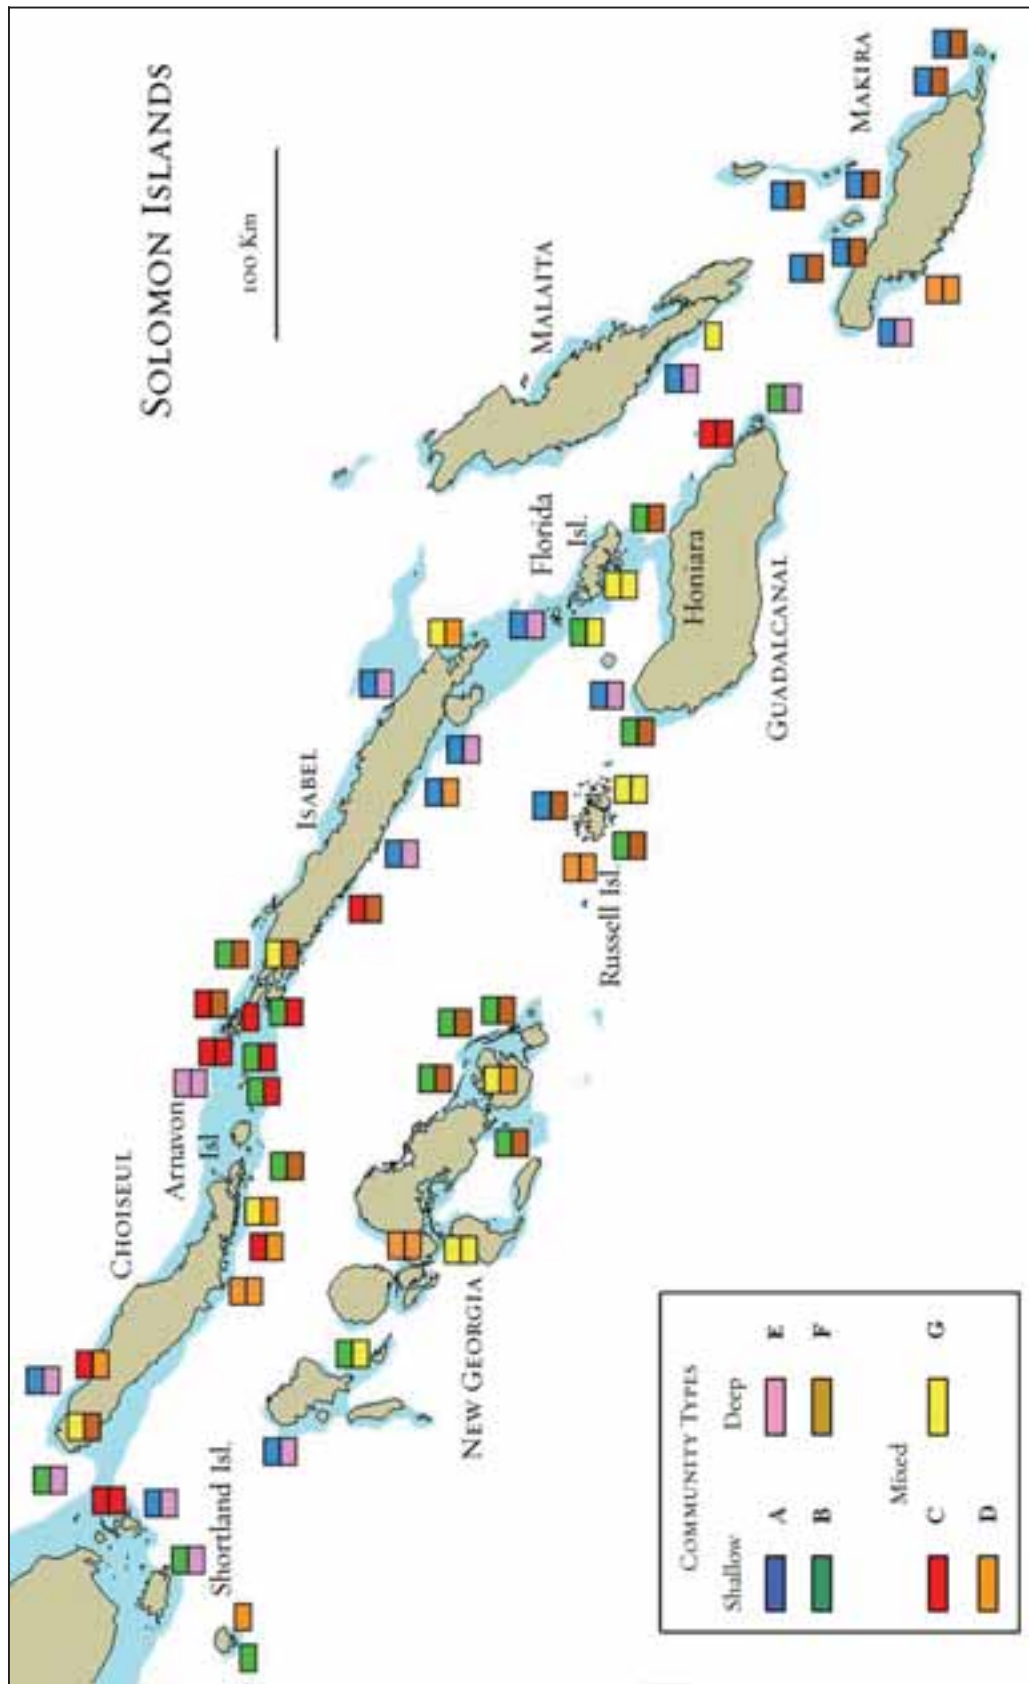 SOLOMON ISLANDS
100 Km
CHOISEUL
Arnavon
Isl
ISABEL
MALAITA
MAKIRA
Florida
Isl.
Honiara
GUADALCANAL
Russell Isl.
NEW GEORGIA
Shortland Isl.
COMMUNITY TYPES
Shallow Deep
A E
B F
Mixed
C G
D